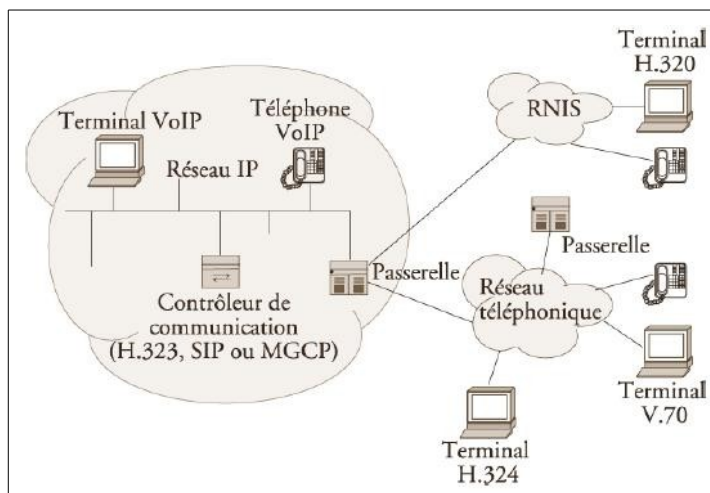 Terminal
H.320
Téléphone
VoIP
Terminal VoIP
RNIS
Réseau IP
Passerelle
Passerelle
Réseau
téléphonique
Contrôleur de
communication
(H.323, SIP ou MGCP)
Terminal
V.70
Terminal
H.324